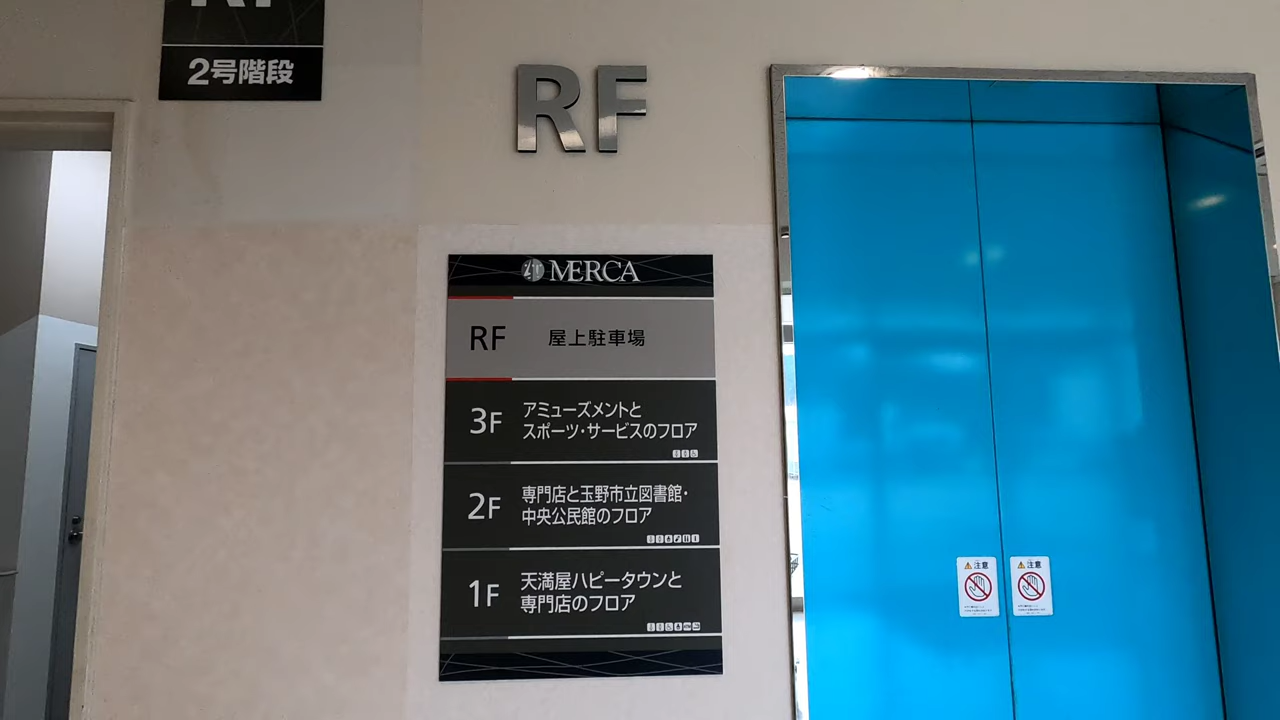 RF
2号階段
RF
MERCA
RF 屋上駐車場
3F アミューズメントと
スポーツ・サービスのフロア
2F 専門店と玉野市立図書館・
中央公民館のフロア
1F 天満屋ハピータウンと
専門店のフロア
注意
注意